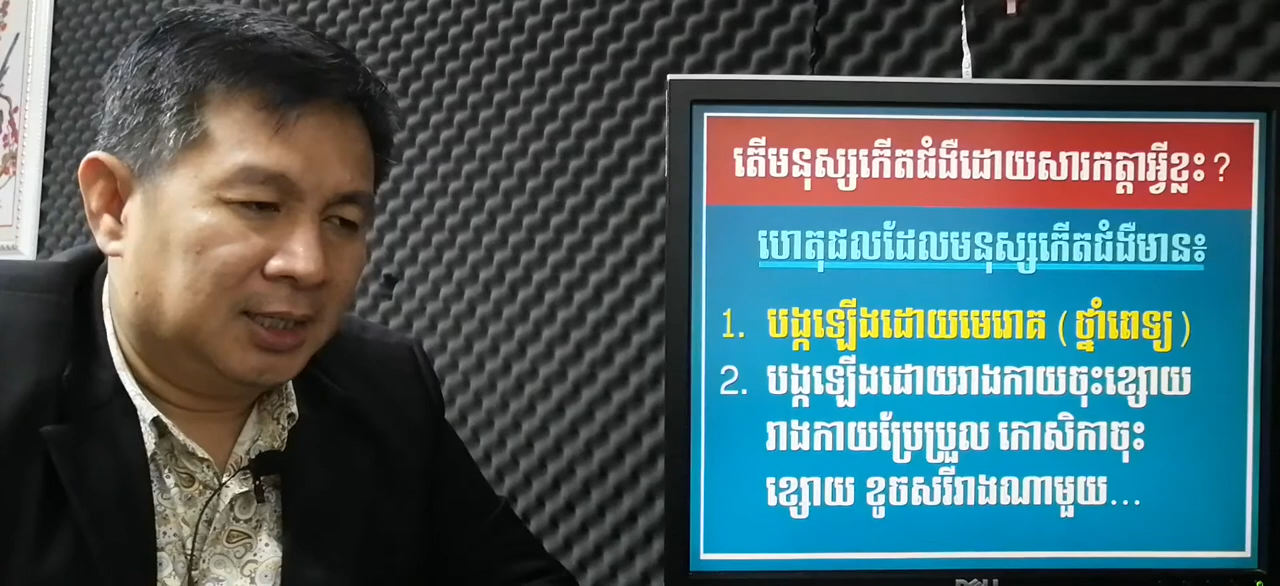 តើមនុស្សកើតជំងឺដោយសារកត្តាអ្វីខ្លះ?
ហេតុផលដែលមនុស្សកើតជំងឺមាន៖
1. បង្កឡើងដោយមេរោគ (ថ្នាំពេទ្យ)
2. បង្កឡើងដោយរាងកាយចុះខ្សោយ
រាងកាយប្រែប្រួល កោសិកាចុះ
ខ្សោយ ខូចសរីរាងណាមួយ...